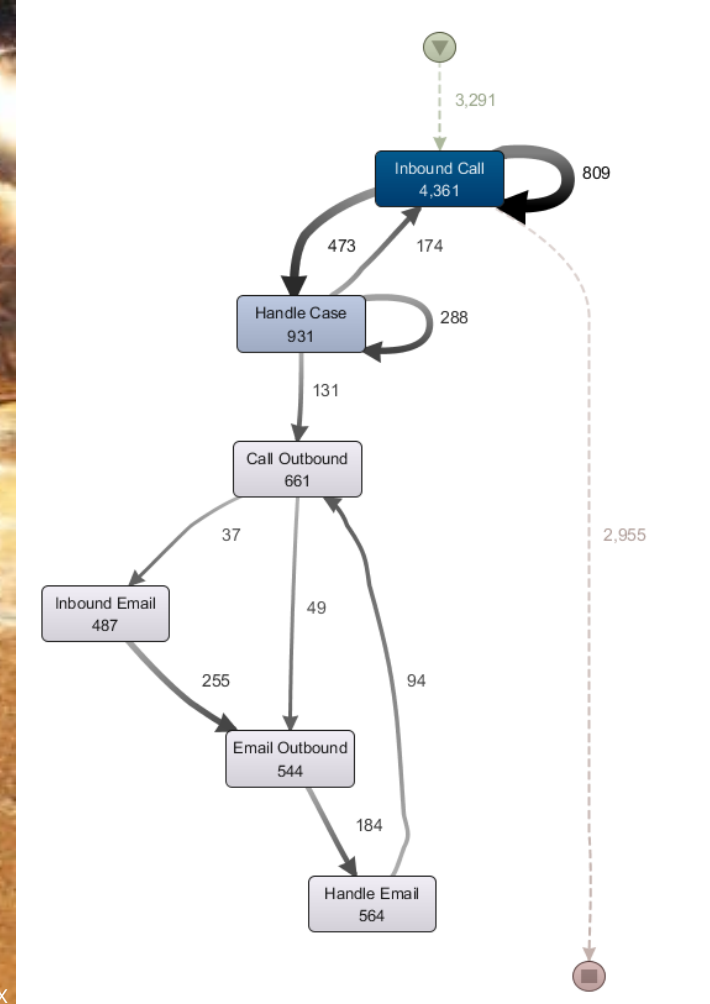 3,291
Inbound Call
4,361
809
473
174
Handle Case
931
288
131
Call Outbound
661
37
2,955
Inbound Email
487
49
255
94
Email Outbound
544
184
Handle Email
564
X